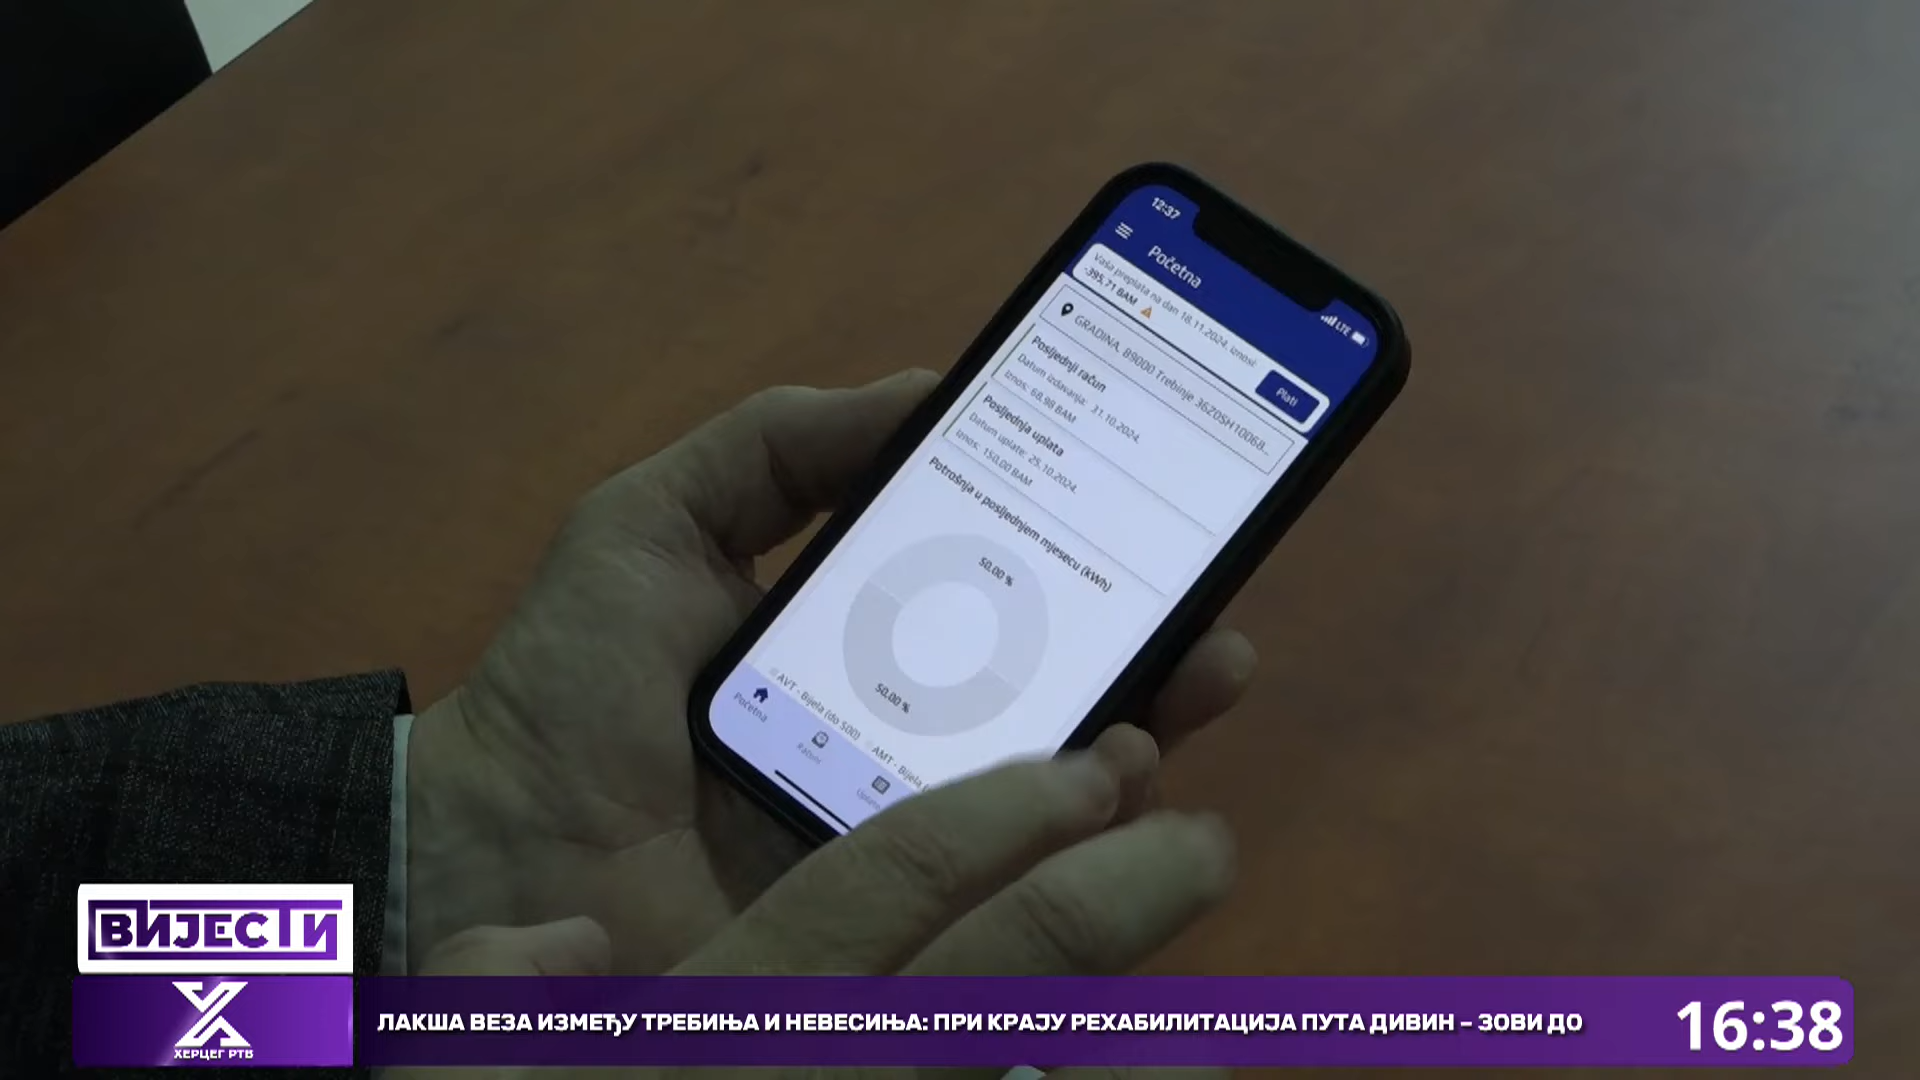 12:37
LTE
Početna
Vaša preplata na dan 18.11.2024. iznosi:
-395,71 BAM
Plati
GRADINA, 89000 Trebinje 36Z0SH10068...
Posljednji račun
Datum izdavanja: 31.10.2024.
Iznos: 68,98 BAM
Posljednja uplata
Datum uplate: 25.10.2024.
Iznos: 150,00 BAM
Potrošnja u posljednjem mjesecu (kWh)
50,00 %
50,00 %
AVT - Bijela (do 500)
AMT - Bijela
Početna
Računi
ВИЈЕСТИ
ХЕРЦЕГ РТВ
ЛАКША ВЕЗА ИЗМЕЂУ ТРЕБИЊА И НЕВЕСИЊА: ПРИ КРАЈУ РЕХАБИЛИТАЦИЈА ПУТА ДИВИН – ЗОВИ ДО
16:38